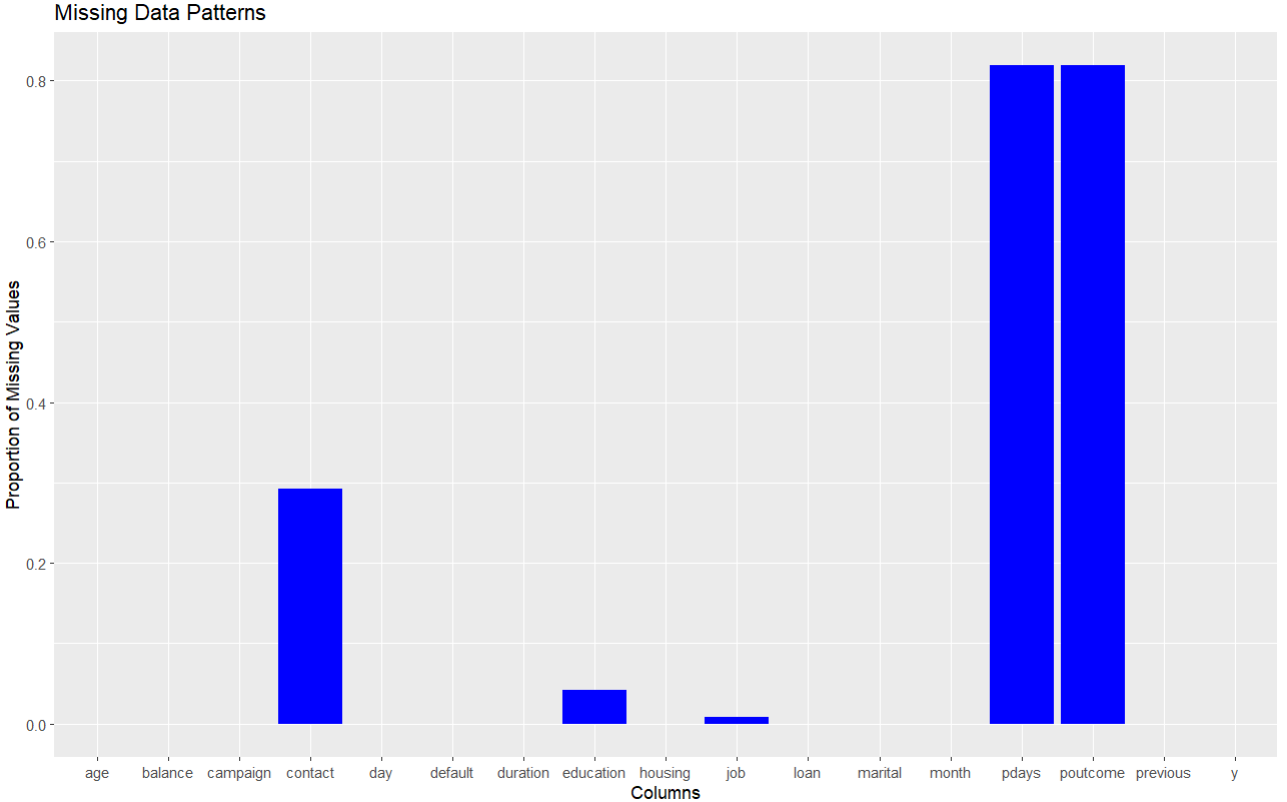 Missing Data Patterns
Proportion of Missing Values
0.8
0.6
0.4
0.2
0.0
age balance campaign contact day default duration education housing job loan marital month pdays poutcome previous y
Columns